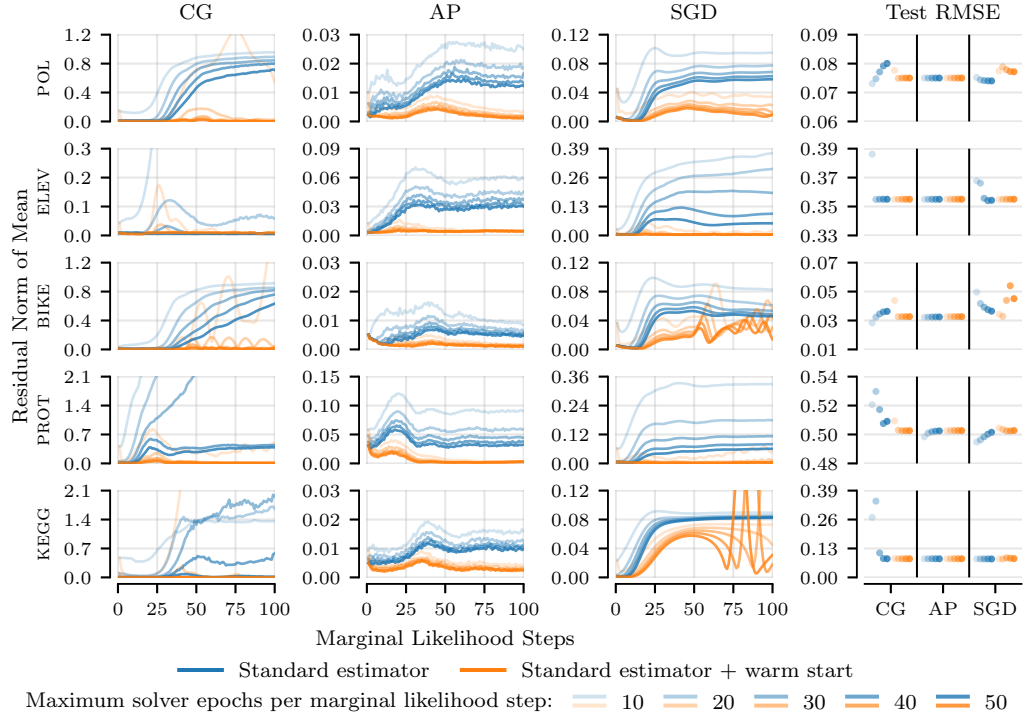 CG AP SGD Test RMSE
Residual Norm of Mean
POL
1.2 0.03 0.12 0.09
0.8 0.02 0.08 0.08
0.4 0.01 0.04 0.07
0.0 0.00 0.00 0.06
ELEV
0.3 0.09 0.39 0.39
0.2 0.06 0.26 0.37
0.1 0.03 0.13 0.35
0.0 0.00 0.00 0.33
BIKE
1.2 0.03 0.12 0.07
0.8 0.02 0.08 0.05
0.4 0.01 0.04 0.03
0.0 0.00 0.00 0.01
PROT
2.1 0.15 0.36 0.54
1.4 0.10 0.24 0.52
0.7 0.05 0.12 0.50
0.0 0.00 0.00 0.48
KEGG
2.1 0.03 0.12 0.39
1.4 0.02 0.08 0.26
0.7 0.01 0.04 0.13
0.0 0.00 0.00 0.00
0 25 50 75 100 0 25 50 75 100 0 25 50 75 100 CG AP SGD
Marginal Likelihood Steps
Standard estimator Standard estimator + warm start
Maximum solver epochs per marginal likelihood step: 10 20 30 40 50